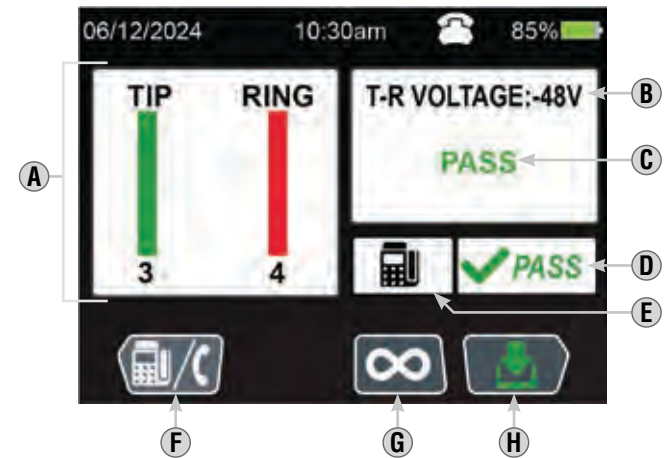 06/12/2024 10:30am 85%
TIP RING
T-R VOLTAGE:-48V
PASS
3 4
PASS
A
B
C
D
E
F
G
H